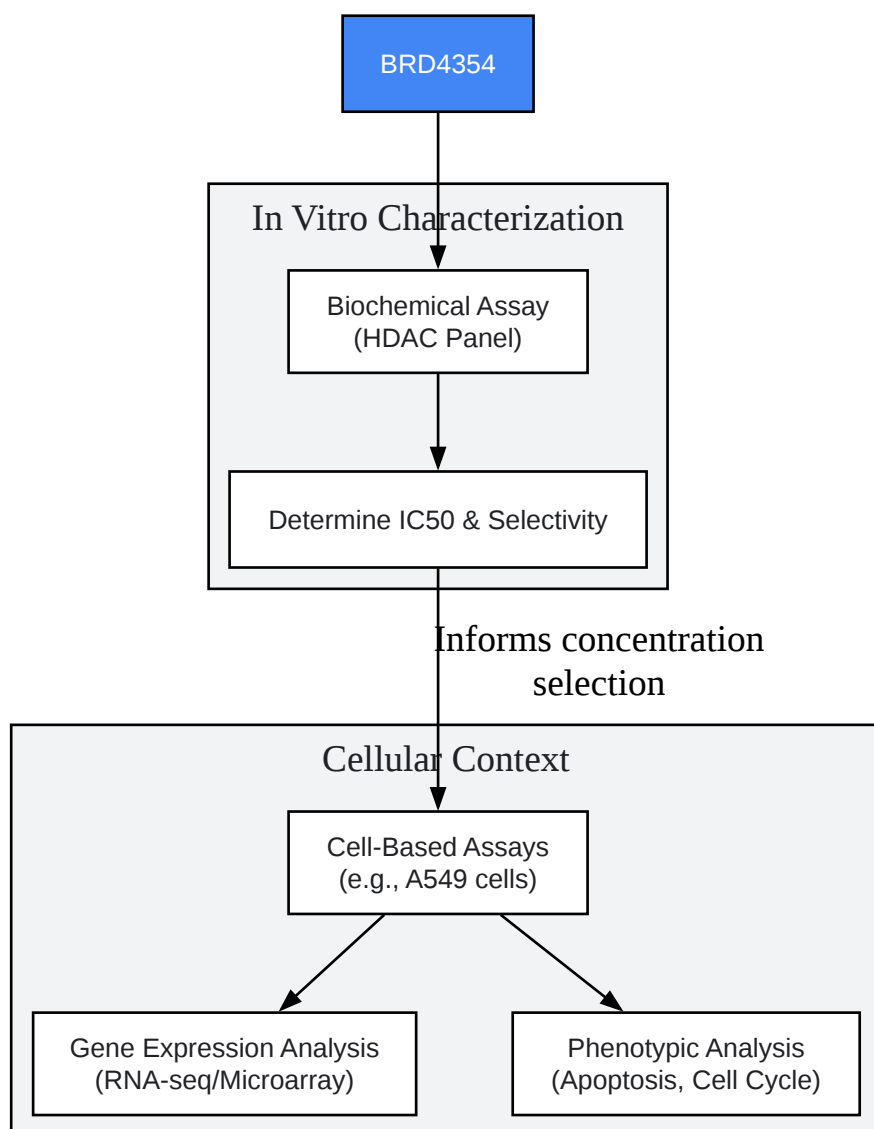 BRD4354
In Vitro Characterization
Biochemical Assay
(HDAC Panel)
Determine IC50 & Selectivity
Informs concentration
selection
Cellular Context
Cell-Based Assays
(e.g., A549 cells)
Gene Expression Analysis
(RNA-seq/Microarray)
Phenotypic Analysis
(Apoptosis, Cell Cycle)